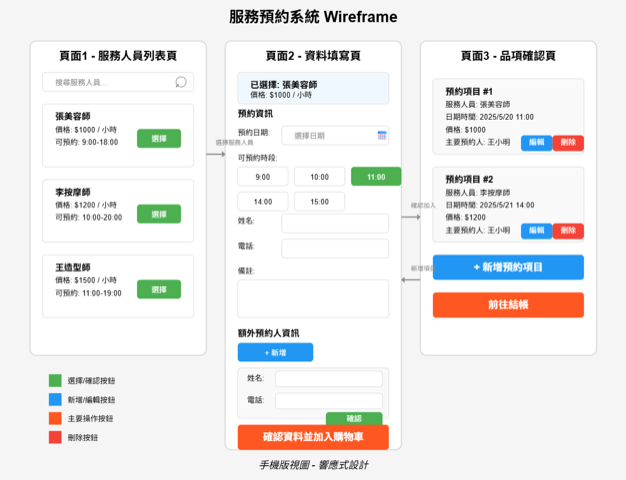 服務預約系統 Wireframe
頁面1 - 服務人員列表頁
搜尋服務人員...
張美容師
價格: $1000 / 小時
可預約: 9:00-18:00
選擇
李按摩師
價格: $1200 / 小時
可預約: 10:00-20:00
選擇
王造型師
價格: $1500 / 小時
可預約: 11:00-19:00
選擇
選擇服務人員
頁面2 - 資料填寫頁
已選擇: 張美容師
價格: $1000 / 小時
預約資訊
預約日期:
選擇日期
可預約時段:
9:00
10:00
11:00
14:00
15:00
姓名:
電話:
備註:
額外預約人資訊
+ 新增
姓名:
電話:
確認
確認資料並加入購物車
確認加入
新增項目
頁面3 - 品項確認頁
預約項目 #1
服務人員: 張美容師
日期時間: 2025/5/20 11:00
價格: $1000
主要預約人: 王小明
編輯
刪除
預約項目 #2
服務人員: 李按摩師
日期時間: 2025/5/21 14:00
價格: $1200
主要預約人: 王小明
編輯
刪除
+ 新增預約項目
前往結帳
選擇/確認按鈕
新增/編輯按鈕
主要操作按鈕
刪除按鈕
手機版視圖 - 響應式設計